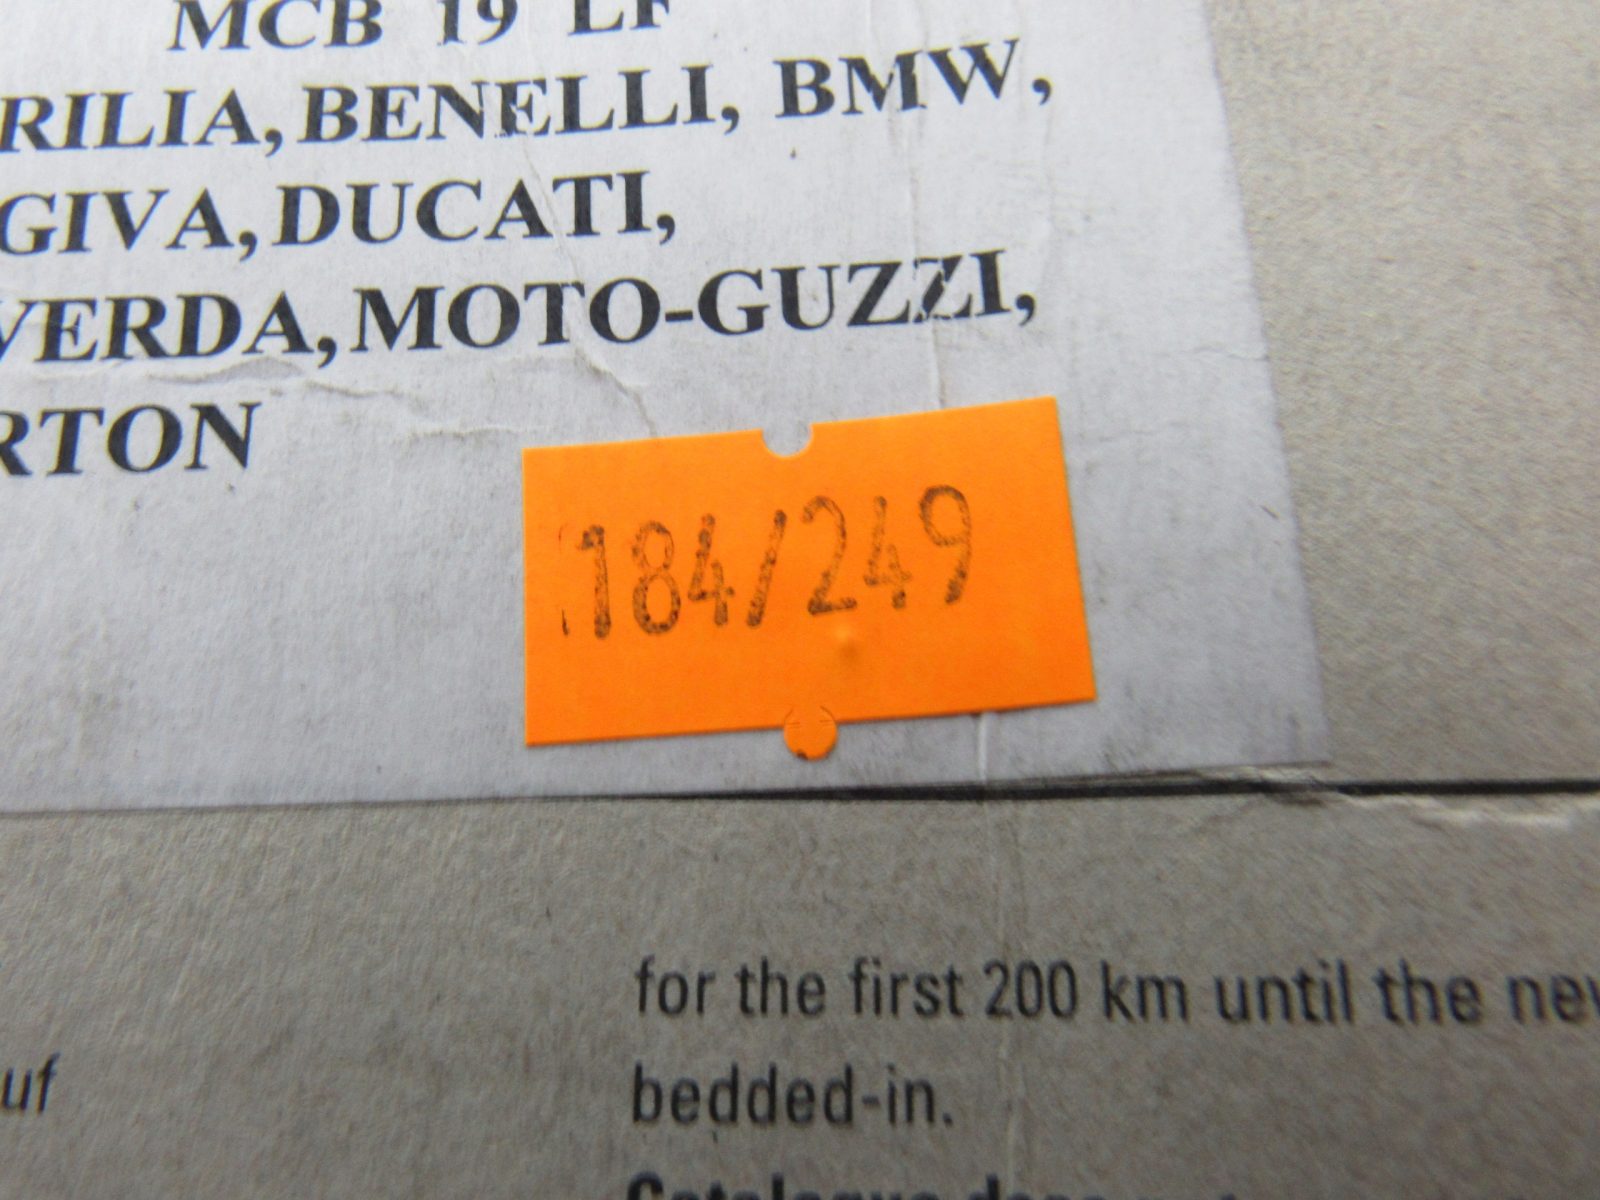 MCB 19 LF
RILIA, BENELLI, BMW,
GIVA, DUCATI,
VERDA, MOTO-GUZZI,
RTON
184/249
for the first 200 km until the new
uf
bedded-in.